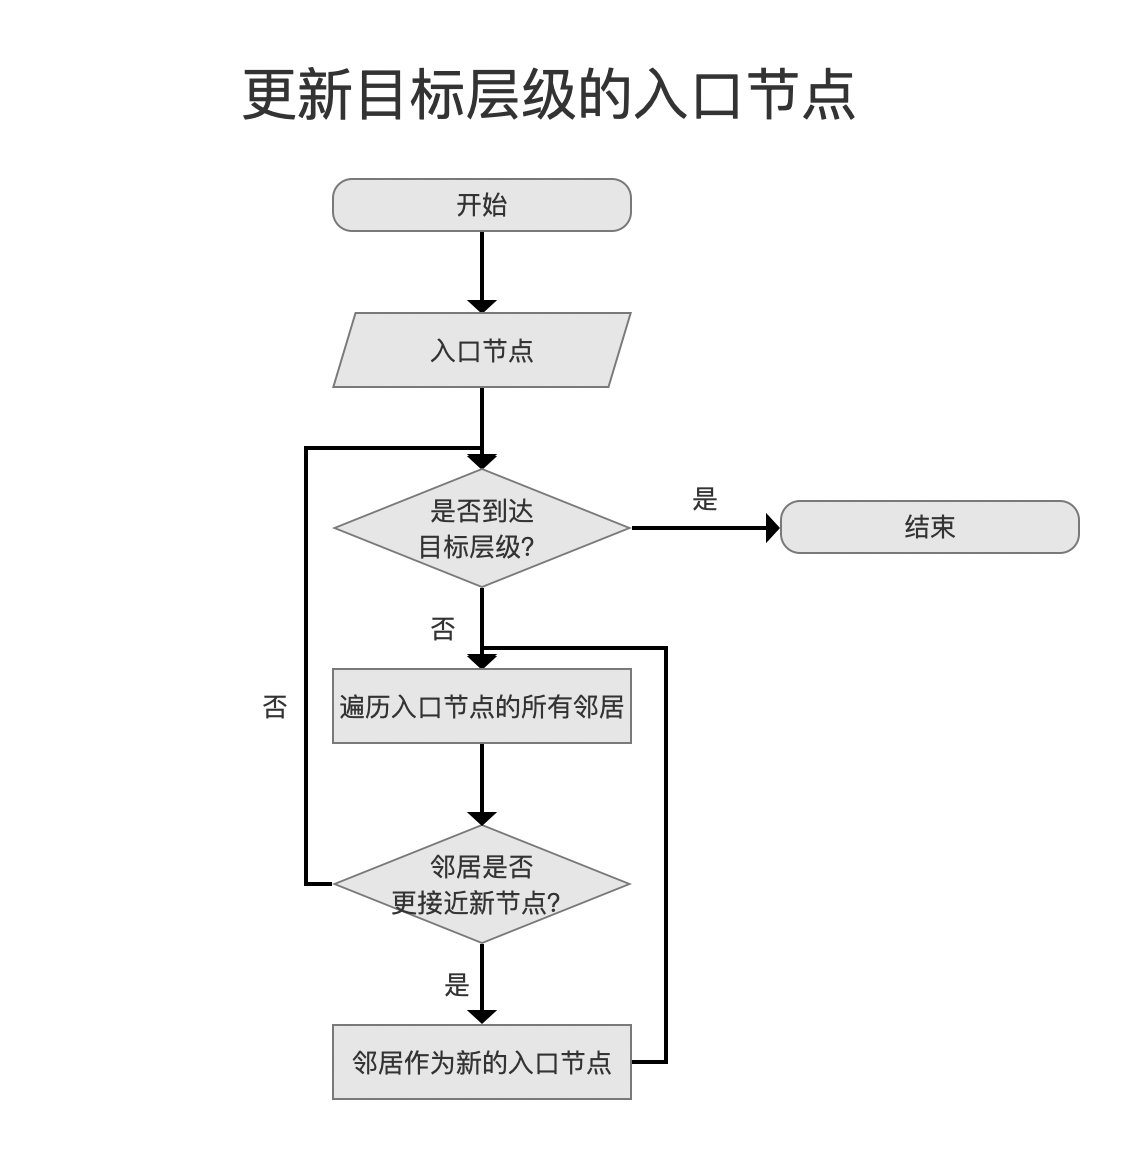 更新目标层级的入口节点
开始
入口节点
是否到达
目标层级?
是
结束
否
遍历入口节点的所有邻居
否
邻居是否
更接近新节点?
是
邻居作为新的入口节点